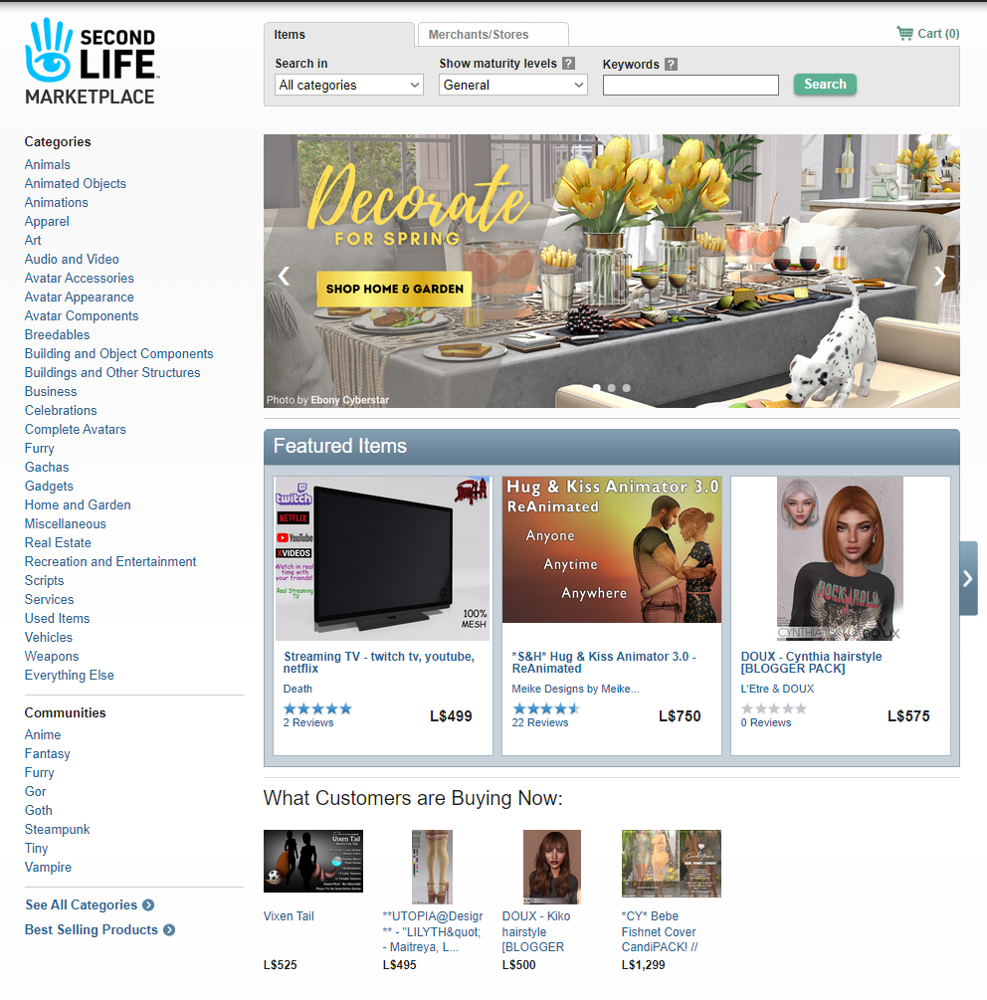 SECOND
LIFE™
MARKETPLACE
Items
Merchants/Stores
Cart (0)
Search in
Show maturity levels ?
Keywords ?
All categories
General
Search
Categories
Animals
Animated Objects
Animations
Apparel
Art
Audio and Video
Avatar Accessories
Avatar Appearance
Avatar Components
Breedables
Building and Object Components
Buildings and Other Structures
Business
Celebrations
Complete Avatars
Furry
Gachas
Gadgets
Home and Garden
Miscellaneous
Real Estate
Recreation and Entertainment
Scripts
Services
Used Items
Vehicles
Weapons
Everything Else
Communities
Anime
Fantasy
Furry
Gor
Goth
Steampunk
Tiny
Vampire
See All Categories
Best Selling Products
Decorate
FOR SPRING
SHOP HOME & GARDEN
Photo by Ebony Cyberstar
Featured Items
twitch
NETFLIX
YouTube
XVIDEOS
Watch in real
time with
your friends!
Real Streaming
TV
100%
MESH
Streaming TV - twitch tv, youtube,
netflix
Death
2 Reviews
L$499
Hug & Kiss Animator 3.0
ReAnimated
Anyone
Anytime
Anywhere
*S&H* Hug & Kiss Animator 3.0 -
ReAnimated
Meike Designs by Meike...
22 Reviews
L$750
ROCK & ROLL
CYNTHIA
DOUX
DOUX - Cynthia hairstyle
[BLOGGER PACK]
L'Etre & DOUX
0 Reviews
L$575
What Customers are Buying Now:
Vixen Tail
Vixen Tail
L$525
**UTOPIA@Design
** - "LILYTH&quot;
- Maitreya, L...
L$495
DOUX - Kiko
hairstyle
[BLOGGER
L$500
*CY* Bebe
Fishnet Cover
CandiPACK! //
L$1,299